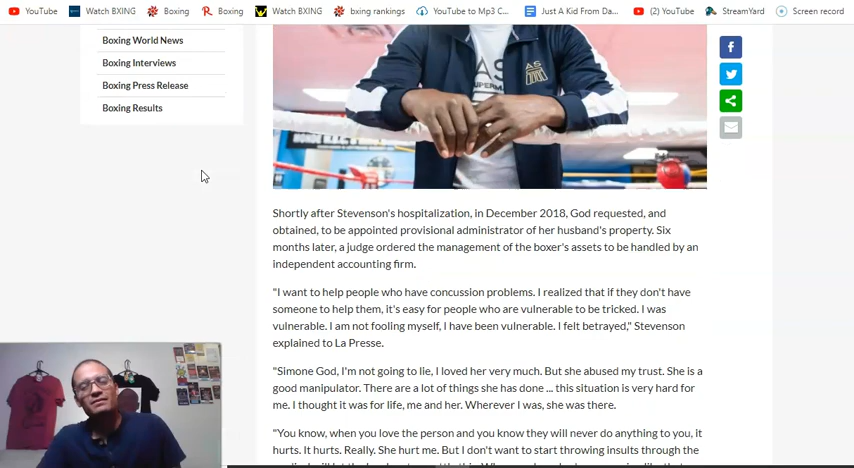 YouTube Watch BXING Boxing Boxing Watch BXING bxing rankings YouTube to Mp3 C... Just A Kid From Da... (2) YouTube StreamYard Screen record
Boxing World News
Boxing Interviews
Boxing Press Release
Boxing Results
AS
Shortly after Stevenson's hospitalization, in December 2018, God requested, and
obtained, to be appointed provisional administrator of her husband's property. Six
months later, a judge ordered the management of the boxer's assets to be handled by an
independent accounting firm.
"I want to help people who have concussion problems. I realized that if they don't have
someone to help them, it's easy for people who are vulnerable to be tricked. I was
vulnerable. I am not fooling myself, I have been vulnerable. I felt betrayed," Stevenson
explained to La Presse.
"Simone God, I'm not going to lie, I loved her very much. But she abused my trust. She is a
good manipulator. There are a lot of things she has done ... this situation is very hard for
me. I thought it was for life, me and her. Wherever I was, she was there.
"You know, when you love the person and you know they will never do anything to you, it
hurts. It hurts. Really. She hurt me. But I don't want to start throwing insults through the